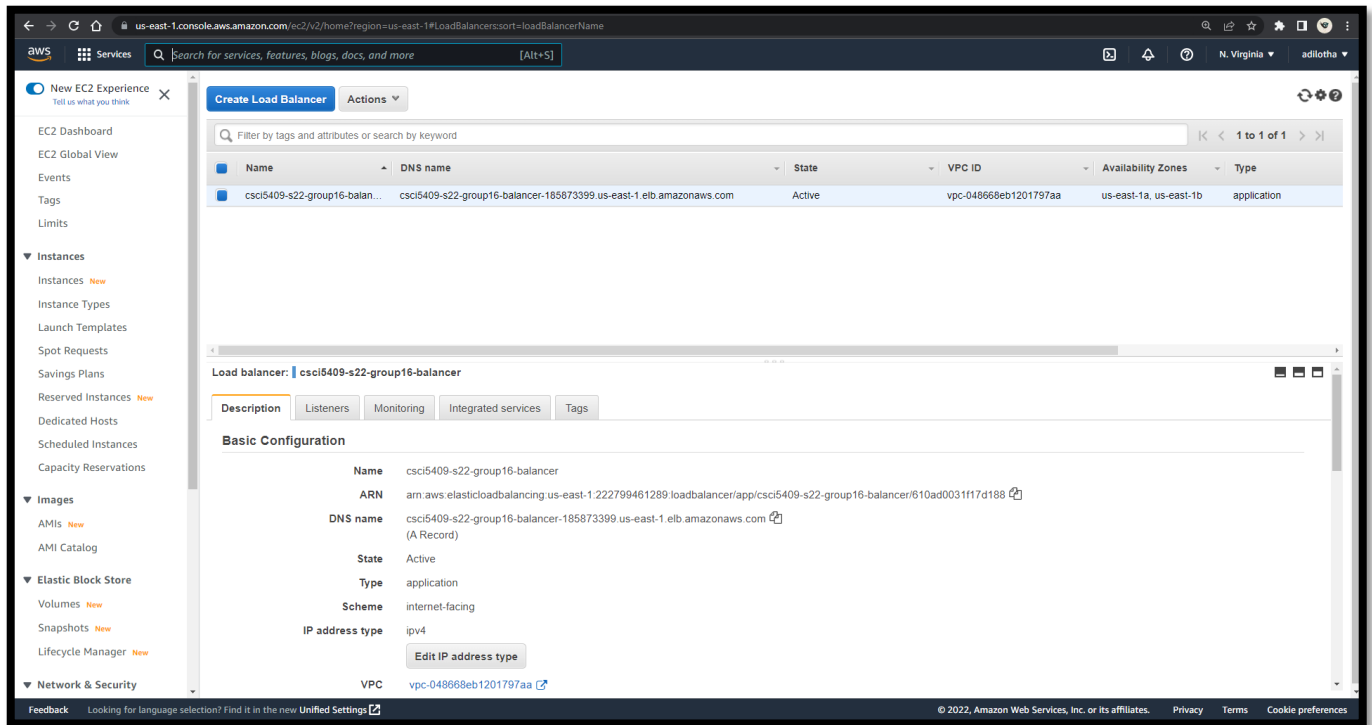 us-east-1.console.aws.amazon.com/ec2/v2/home?region=us-east-1#LoadBalancers:sort=loadBalancerName
aws Services Search for services, features, blogs, docs, and more [Alt+S] N. Virginia adilotha
New EC2 Experience
Tell us what you think
EC2 Dashboard
EC2 Global View
Events
Tags
Limits
Instances
Instances New
Instance Types
Launch Templates
Spot Requests
Savings Plans
Reserved Instances New
Dedicated Hosts
Scheduled Instances
Capacity Reservations
Images
AMIs New
AMI Catalog
Elastic Block Store
Volumes New
Snapshots New
Lifecycle Manager New
Network & Security
Create Load Balancer Actions
Filter by tags and attributes or search by keyword 1 to 1 of 1
Name DNS name State VPC ID Availability Zones Type
csci5409-s22-group16-balan... csci5409-s22-group16-balancer-185873399.us-east-1.elb.amazonaws.com Active vpc-048668eb1201797aa us-east-1a, us-east-1b application
Load balancer: csci5409-s22-group16-balancer
Description Listeners Monitoring Integrated services Tags
Basic Configuration
Name csci5409-s22-group16-balancer
ARN arn:aws:elasticloadbalancing:us-east-1:222799461289:loadbalancer/app/csci5409-s22-group16-balancer/610ad0031f17d188
DNS name csci5409-s22-group16-balancer-185873399.us-east-1.elb.amazonaws.com
(A Record)
State Active
Type application
Scheme internet-facing
IP address type ipv4
Edit IP address type
VPC vpc-048668eb1201797aa
Feedback Looking for language selection? Find it in the new Unified Settings © 2022, Amazon Web Services, Inc. or its affiliates. Privacy Terms Cookie preferences